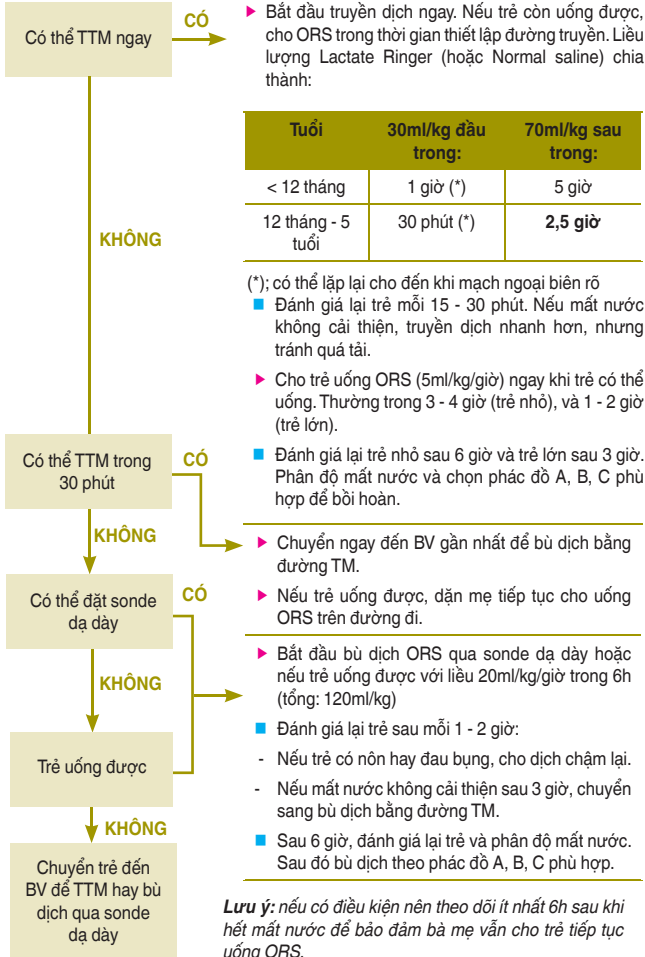 Có thể TTM ngay
CÓ
▶ Bắt đầu truyền dịch ngay. Nếu trẻ còn uống được,
cho ORS trong thời gian thiết lập đường truyền. Liều
lượng Lactate Ringer (hoặc Normal saline) chia
thành:
Tuổi 30ml/kg đầu 70ml/kg sau
trong: trong:
< 12 tháng 1 giờ (*) 5 giờ
12 tháng - 5 30 phút (*) 2,5 giờ
tuổi
KHÔNG
(*); có thể lặp lại cho đến khi mạch ngoại biên rõ
■ Đánh giá lại trẻ mỗi 15 - 30 phút. Nếu mất nước
không cải thiện, truyền dịch nhanh hơn, nhưng
tránh quá tải.
▶ Cho trẻ uống ORS (5ml/kg/giờ) ngay khi trẻ có thể
uống. Thường trong 3 - 4 giờ (trẻ nhỏ), và 1 - 2 giờ
(trẻ lớn).
■ Đánh giá lại trẻ nhỏ sau 6 giờ và trẻ lớn sau 3 giờ.
Phân độ mất nước và chọn phác đồ A, B, C phù
hợp để bồi hoàn.
Có thể TTM trong
30 phút
CÓ
▶ Chuyển ngay đến BV gần nhất để bù dịch bằng
đường TM.
▶ Nếu trẻ uống được, dặn mẹ tiếp tục cho uống
ORS trên đường đi.
KHÔNG
Có thể đặt sonde
dạ dày
CÓ
▶ Bắt đầu bù dịch ORS qua sonde dạ dày hoặc
nếu trẻ uống được với liều 20ml/kg/giờ trong 6h
(tổng: 120ml/kg)
■ Đánh giá lại trẻ sau mỗi 1 - 2 giờ:
- Nếu trẻ có nôn hay đau bụng, cho dịch chậm lại.
- Nếu mất nước không cải thiện sau 3 giờ, chuyển
sang bù dịch bằng đường TM.
■ Sau 6 giờ, đánh giá lại trẻ và phân độ mất nước.
Sau đó bù dịch theo phác đồ A, B, C phù hợp.
KHÔNG
Trẻ uống được
KHÔNG
Chuyển trẻ đến
BV để TTM hay bù
dịch qua sonde
dạ dày
Lưu ý: nếu có điều kiện nên theo dõi ít nhất 6h sau khi
hết mất nước để bảo đảm bà mẹ vẫn cho trẻ tiếp tục
uống ORS.